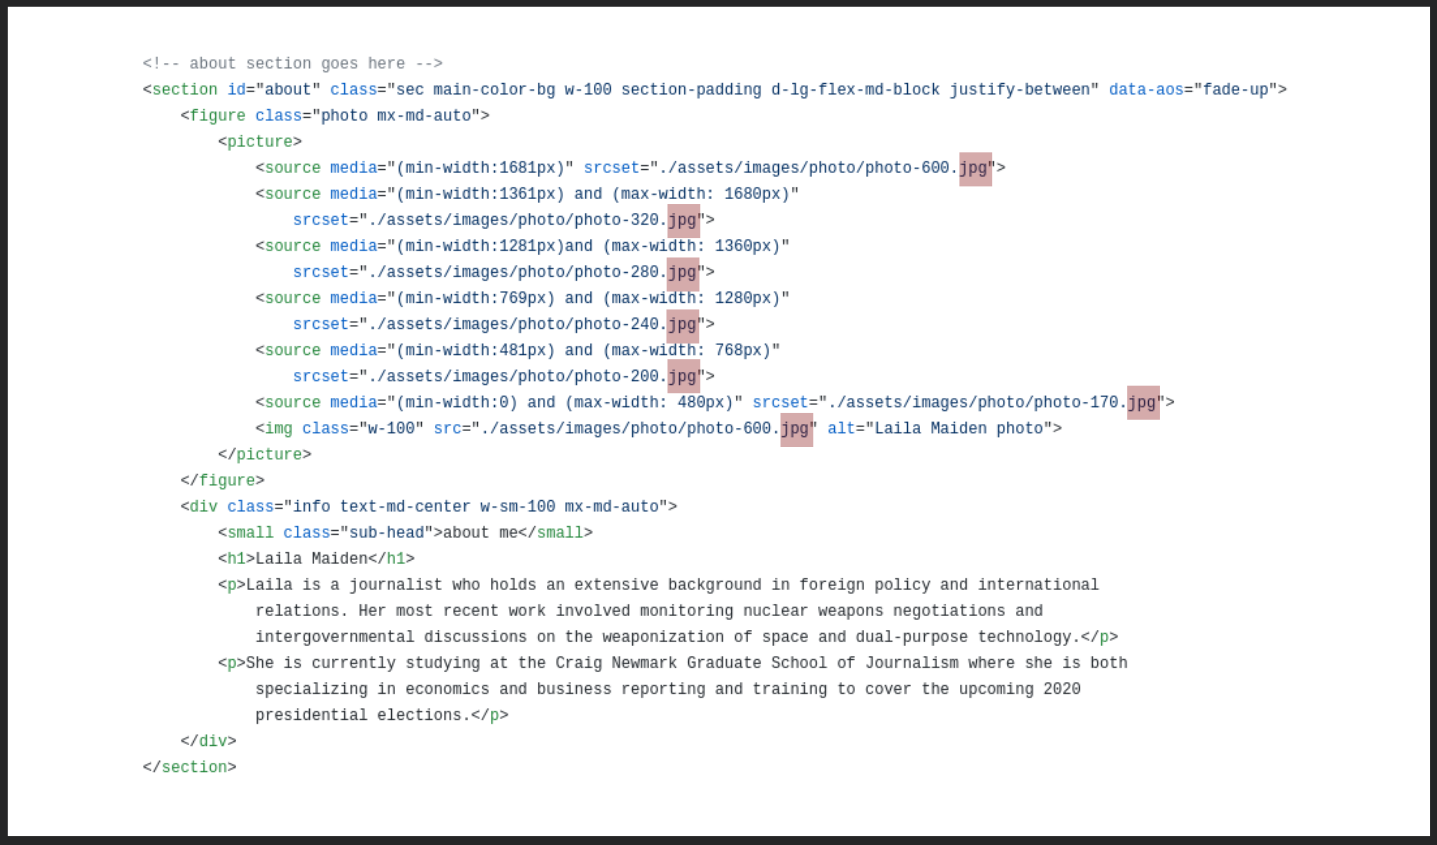 <!-- about section goes here -->
<section id="about" class="sec main-color-bg w-100 section-padding d-lg-flex-md-block justify-between" data-aos="fade-up">
<figure class="photo mx-md-auto">
<picture>
<source media="(min-width:1681px)" srcset="./assets/images/photo/photo-600.jpg">
<source media="(min-width:1361px) and (max-width: 1680px)"
srcset="./assets/images/photo/photo-320.jpg">
<source media="(min-width:1281px)and (max-width: 1360px)"
srcset="./assets/images/photo/photo-280.jpg">
<source media="(min-width:769px) and (max-width: 1280px)"
srcset="./assets/images/photo/photo-240.jpg">
<source media="(min-width:481px) and (max-width: 768px)"
srcset="./assets/images/photo/photo-200.jpg">
<source media="(min-width:0) and (max-width: 480px)" srcset="./assets/images/photo/photo-170.jpg">
<img class="w-100" src="./assets/images/photo/photo-600.jpg" alt="Laila Maiden photo">
</picture>
</figure>
<div class="info text-md-center w-sm-100 mx-md-auto">
<small class="sub-head">about me</small>
<h1>Laila Maiden</h1>
<p>Laila is a journalist who holds an extensive background in foreign policy and international
relations. Her most recent work involved monitoring nuclear weapons negotiations and
intergovernmental discussions on the weaponization of space and dual-purpose technology.</p>
<p>She is currently studying at the Craig Newmark Graduate School of Journalism where she is both
specializing in economics and business reporting and training to cover the upcoming 2020
presidential elections.</p>
</div>
</section>